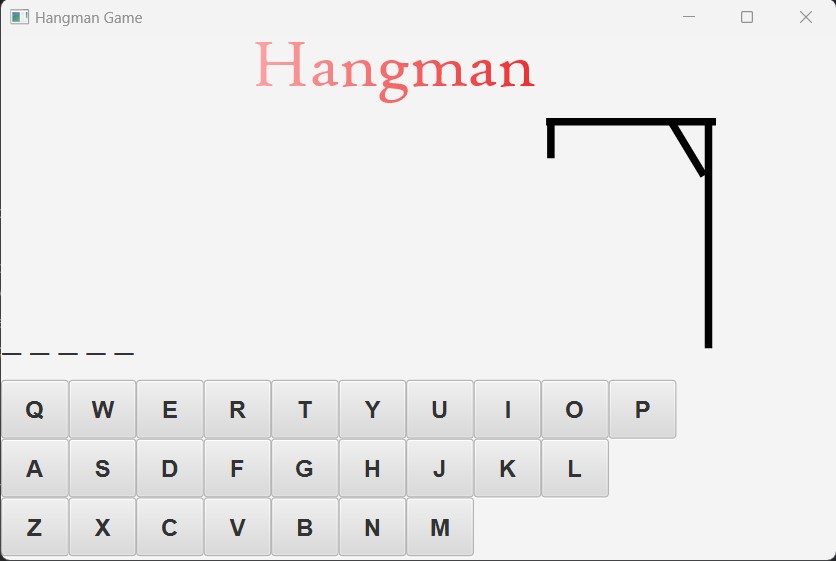 Hangman Game
Hangman
_ _ _ _ _
Q W E R T Y U I O P
A S D F G H J K L
Z X C V B N M